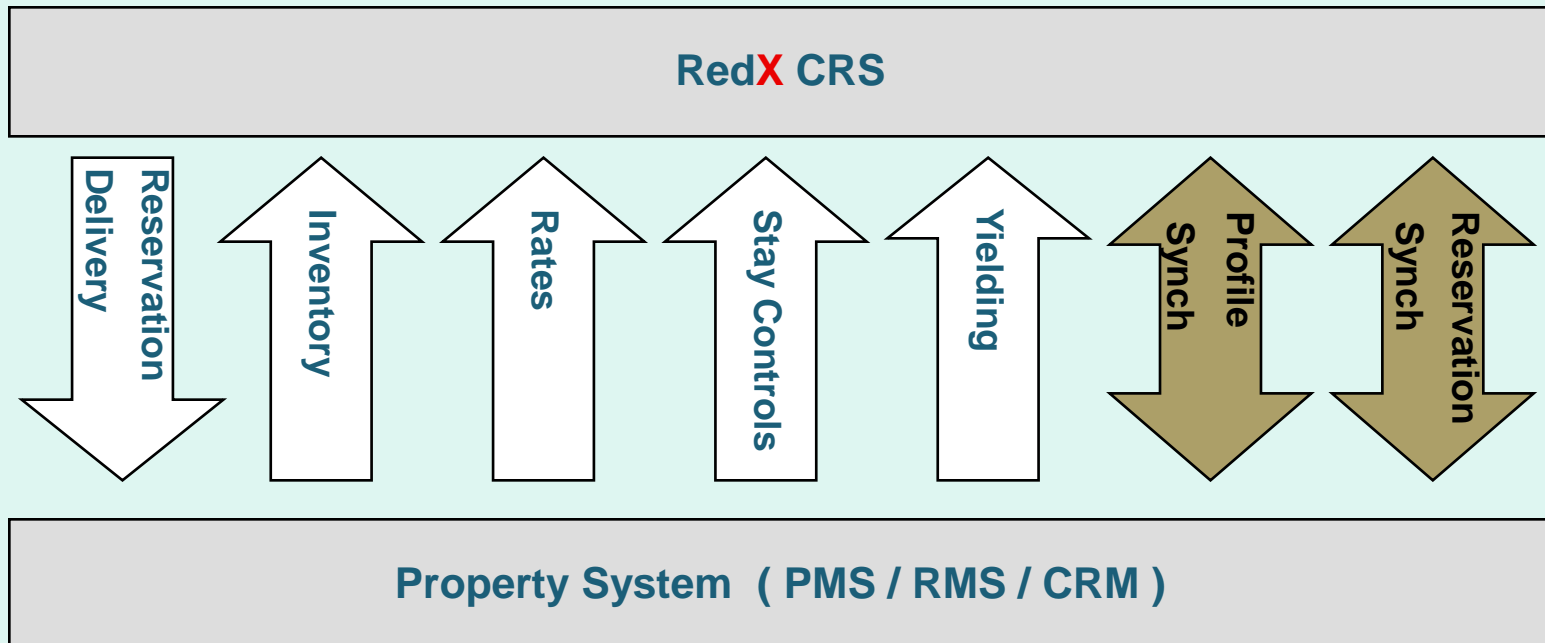 RedX CRS
Reservation
Delivery
Inventory
Rates
Stay Controls
Yielding
Profile
Synch
Reservation
Synch
Property System ( PMS / RMS / CRM )